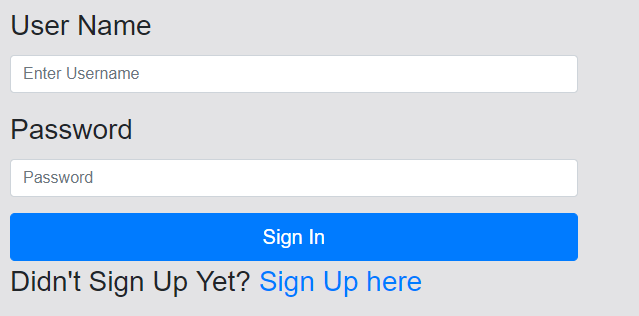 User Name
Enter Username
Password
Password
Sign In
Didn't Sign Up Yet? Sign Up here